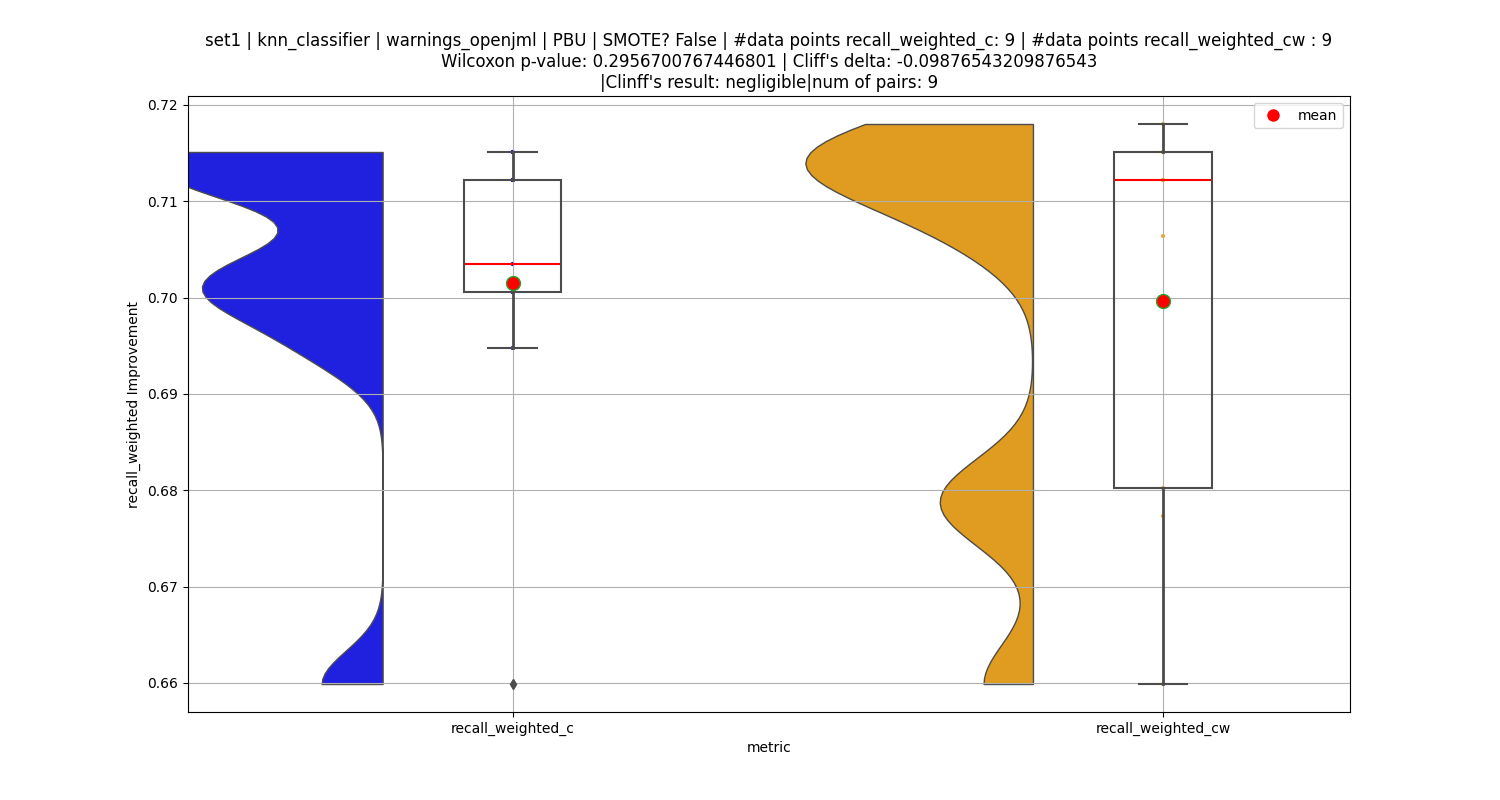 set1 | knn_classifier | warnings_openjml | PBU | SMOTE? False | #data points recall_weighted_c: 9 | #data points recall_weighted_cw : 9
Wilcoxon p-value: 0.2956700767446801 | Cliff's delta: -0.09876543209876543
|Clinff's result: negligible|num of pairs: 9
mean
recall_weighted Improvement
0.72
0.71
0.70
0.69
0.68
0.67
0.66
recall_weighted_c
recall_weighted_cw
metric